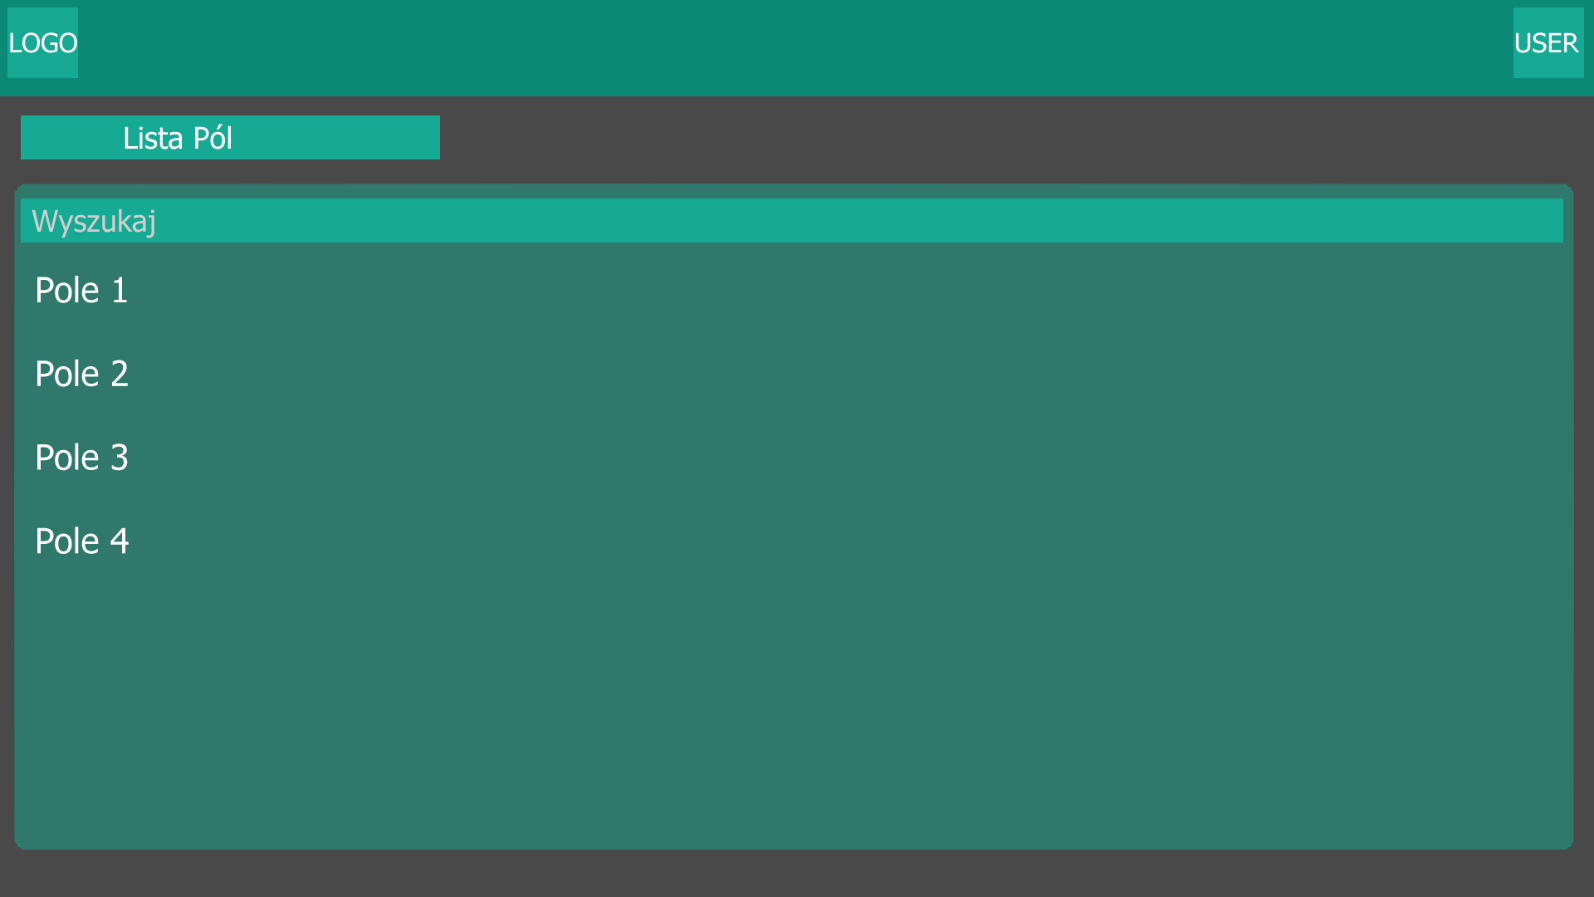 LOGO
USER
Lista Pól
Wyszukaj
Pole 1
Pole 2
Pole 3
Pole 4